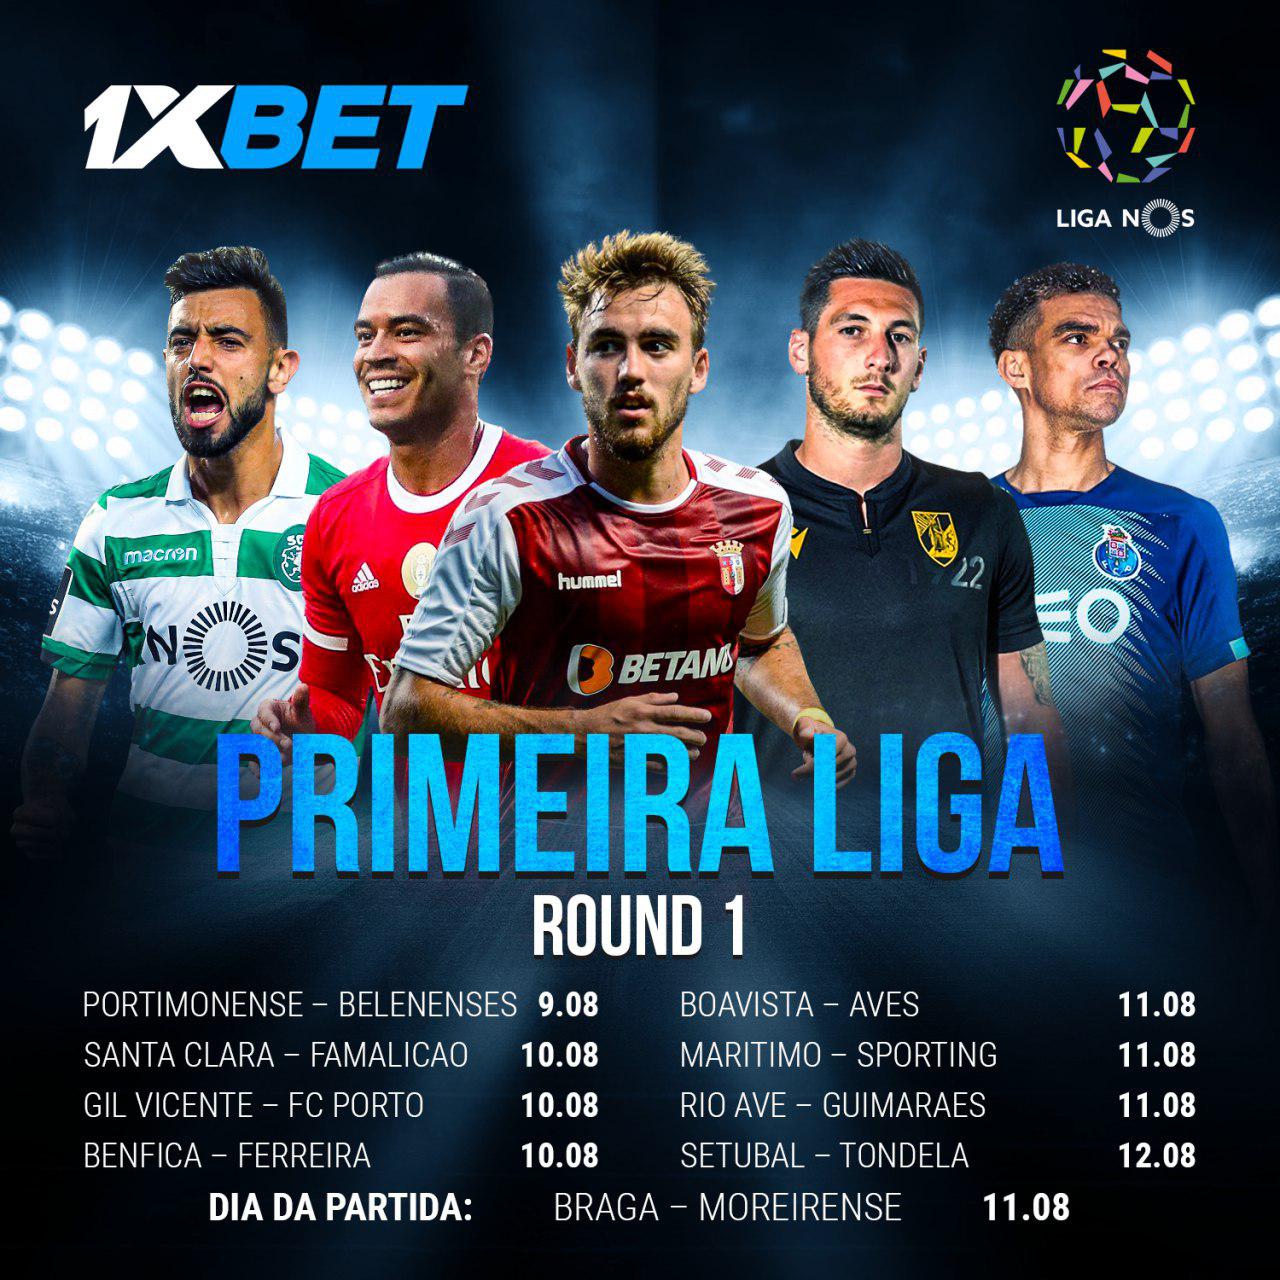 1XBET
LIGA NOS
macron
NOS
adidas
hummel
BETANO
22
PRIMEIRA LIGA
ROUND 1
PORTIMONENSE – BELENENSES 9.08
SANTA CLARA – FAMALICAO 10.08
GIL VICENTE – FC PORTO 10.08
BENFICA – FERREIRA 10.08
BOAVISTA – AVES 11.08
MARITIMO – SPORTING 11.08
RIO AVE – GUIMARAES 11.08
SETUBAL – TONDELA 12.08
DIA DA PARTIDA: BRAGA – MOREIRENSE 11.08